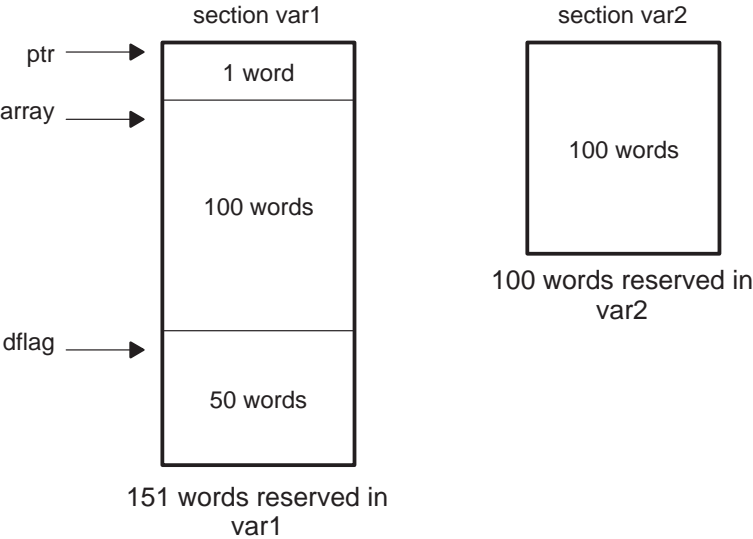 section var1
ptr
1 word
array
100 words
dflag
50 words
151 words reserved in
var1
section var2
100 words
100 words reserved in
var2